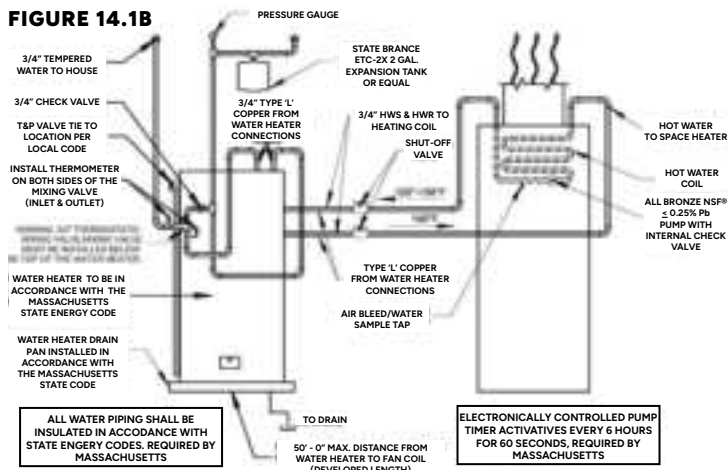 FIGURE 14.1B
PRESSURE GAUGE
3/4" TEMPERED
WATER TO HOUSE
STATE BRANCE
ETC-2X 2 GAL.
EXPANSION TANK
OR EQUAL
3/4" CHECK VALVE
3/4" TYPE 'L'
COPPER FROM
WATER HEATER
CONNECTIONS
3/4" HWS & HWR TO
HEATING COIL
T&P VALVE TIE TO
LOCATION PER
LOCAL CODE
SHUT-OFF
VALVE
HOT WATER
TO SPACE HEATER
INSTALL THERMOMETER
ON BOTH SIDES OF THE
MIXING VALVE
(INLET & OUTLET)
HOT WATER
COIL
ALL BRONZE NSF®
≤ 0.25% Pb
PUMP WITH
INTERNAL CHECK
VALVE
WATER HEATER TO BE IN
ACCORDANCE WITH THE
MASSACHUSETTS
STATE ENERGY CODE
TYPE 'L' COPPER
FROM WATER HEATER
CONNECTIONS
AIR BLEED/WATER
SAMPLE TAP
WATER HEATER DRAIN
PAN INSTALLED IN
ACCORDANCE WITH
THE MASSACHUSETTS
STATE CODE
TO DRAIN
ALL WATER PIPING SHALL BE
INSULATED IN ACCODANCE WITH
STATE ENGERY CODES. REQUIRED BY
MASSACHUSETTS
50' - 0" MAX. DISTANCE FROM
WATER HEATER TO FAN COIL
(DEVELOPED LENGTH)
ELECTRONICALLY CONTROLLED PUMP
TIMER ACTIVATIVES EVERY 6 HOURS
FOR 60 SECONDS, REQUIRED BY
MASSACHUSETTS